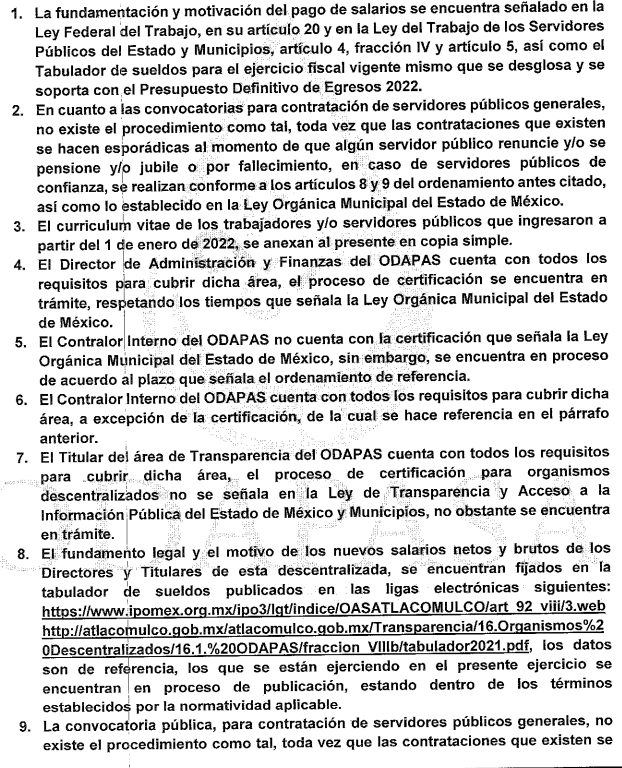 1. La fundamentación y motivación del pago de salarios se encuentra señalado en la
Ley Federal del Trabajo, en su artículo 20 y en la Ley del Trabajo de los Servidores
Públicos del Estado y Municipios, artículo 4, fracción IV y artículo 5, así como el
Tabulador de sueldos para el ejercicio fiscal vigente mismo que se desglosa y se
soporta con el Presupuesto Definitivo de Egresos 2022.
2. En cuanto a las convocatorias para contratación de servidores públicos generales,
no existe el procedimiento como tal, toda vez que las contrataciones que existen
se hacen esporádicas al momento de que algún servidor público renuncie y/o se
pensione y/o jubile o por fallecimiento, en caso de servidores públicos de
confianza, se realizan conforme a los artículos 8 y 9 del ordenamiento antes citado,
así como lo establecido en la Ley Orgánica Municipal del Estado de México.
3. El curriculum vitae de los trabajadores y/o servidores públicos que ingresaron a
partir del 1 de enero de 2022, se anexan al presente en copia simple.
4. El Director de Administración y Finanzas del ODAPAS cuenta con todos los
requisitos para cubrir dicha área, el proceso de certificación se encuentra en
trámite, respetando los tiempos que señala la Ley Orgánica Municipal del Estado
de México.
5. El Contralor Interno del ODAPAS no cuenta con la certificación que señala la Ley
Orgánica Municipal del Estado de México, sin embargo, se encuentra en proceso
de acuerdo al plazo que señala el ordenamiento de referencia.
6. El Contralor Interno del ODAPAS cuenta con todos los requisitos para cubrir dicha
área, a excepción de la certificación, de la cual se hace referencia en el párrafo
anterior.
7. El Titular del área de Transparencia del ODAPAS cuenta con todos los requisitos
para cubrir dicha área, el proceso de certificación para organismos
descentralizados no se señala en la Ley de Transparencia y Acceso a la
Información Pública del Estado de México y Municipios, no obstante se encuentra
en trámite.
8. El fundamento legal y el motivo de los nuevos salarios netos y brutos de los
Directores y Titulares de esta descentralizada, se encuentran fijados en la
tabulador de sueldos publicados en las ligas electrónicas siguientes:
https://www.ipomex.org.mx/ipo3/lgt/indice/OASATLACOMULCO/art_92_viii/3.web
http://atlacomulco.gob.mx/atlacomulco.gob.mx/Transparencia/16.Organismos%2
0Descentralizados/16.1.%20ODAPAS/fraccion_VIIIb/tabulador2021.pdf, los datos
son de referencia, los que se están ejerciendo en el presente ejercicio se
encuentran en proceso de publicación, estando dentro de los términos
establecidos por la normatividad aplicable.
9. La convocatoria pública, para contratación de servidores públicos generales, no
existe el procedimiento como tal, toda vez que las contrataciones que existen se
ODAPASA